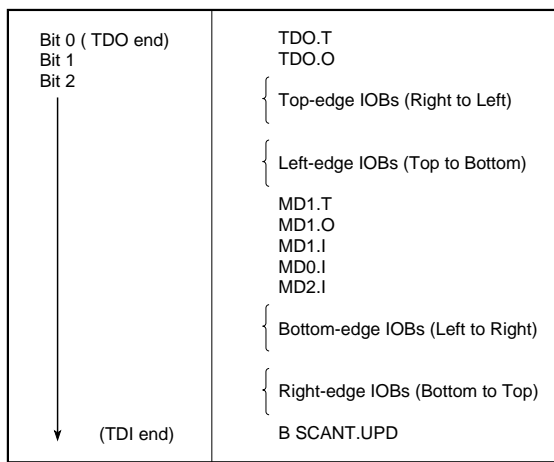 Bit 0 ( TDO end) TDO.T
Bit 1 TDO.O
Bit 2
Top-edge IOBs (Right to Left)
Left-edge IOBs (Top to Bottom)
MD1.T
MD1.O
MD1.I
MD0.I
MD2.I
Bottom-edge IOBs (Left to Right)
Right-edge IOBs (Bottom to Top)
(TDI end) B SCANT.UPD